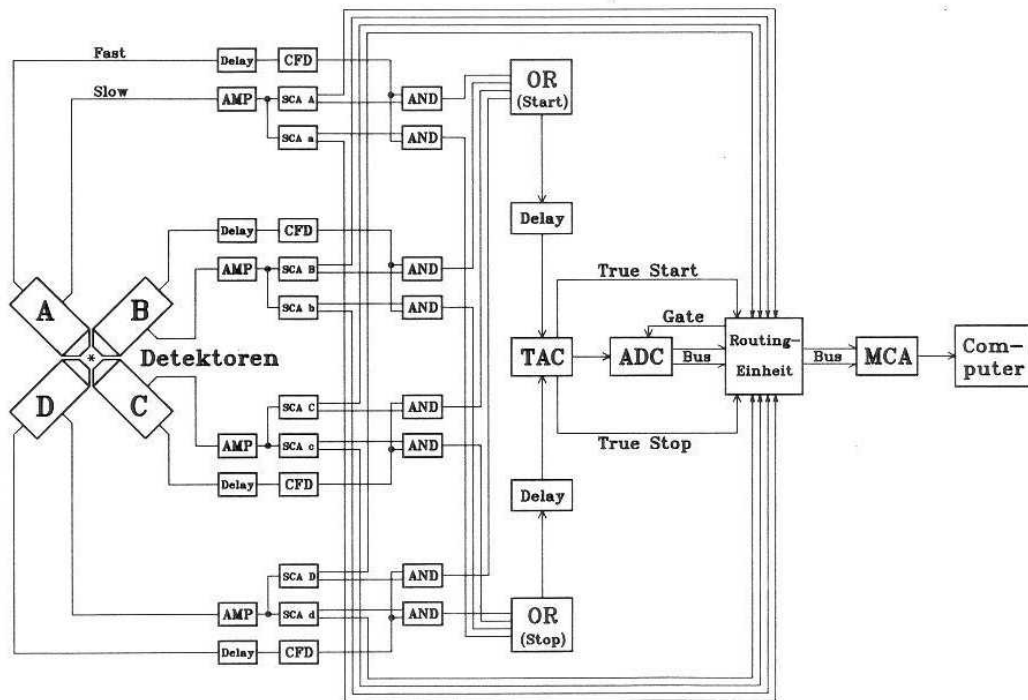 Fast
Delay
CFD
Slow
AMP
SCA A
AND
SCA a
AND
OR
(Start)
Delay
Delay
CFD
AMP
SCA B
AND
SCA b
AND
A
B
*
Detektoren
D
C
True Start
Gate
TAC
ADC
Bus
Routing-
Einheit
Bus
MCA
Com-
puter
True Stop
SCA C
AND
AMP
SCA c
AND
Delay
CFD
Delay
SCA D
AND
AMP
SCA d
AND
OR
(Stop)
Delay
CFD